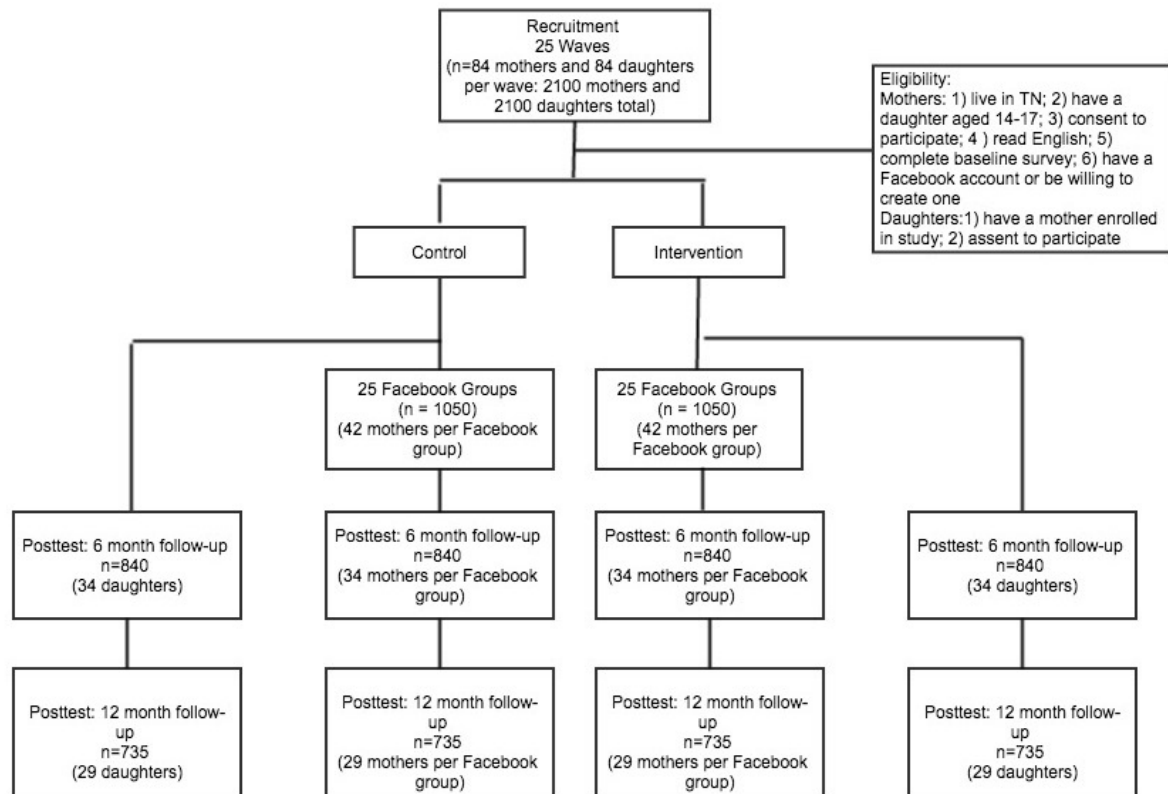 Recruitment
25 Waves
(n=84 mothers and 84 daughters
per wave: 2100 mothers and
2100 daughters total)
Eligibility:
Mothers: 1) live in TN; 2) have a
daughter aged 14-17; 3) consent to
participate; 4 ) read English; 5)
complete baseline survey; 6) have a
Facebook account or be willing to
create one
Daughters:1) have a mother enrolled
in study; 2) assent to participate
Control
Intervention
25 Facebook Groups
(n = 1050)
(42 mothers per Facebook
group)
25 Facebook Groups
(n = 1050)
(42 mothers per
Facebook group)
Posttest: 6 month follow-up
n=840
(34 daughters)
Posttest: 6 month follow-up
n=840
(34 mothers per Facebook
group)
Posttest: 6 month follow-up
n=840
(34 mothers per Facebook
group)
Posttest: 6 month follow-up
n=840
(34 daughters)
Posttest: 12 month follow-
up
n=735
(29 daughters)
Posttest: 12 month follow-
up
n=735
(29 mothers per Facebook
group)
Posttest: 12 month follow-
up
n=735
(29 mothers per Facebook
group)
Posttest: 12 month follow-
up
n=735
(29 daughters)